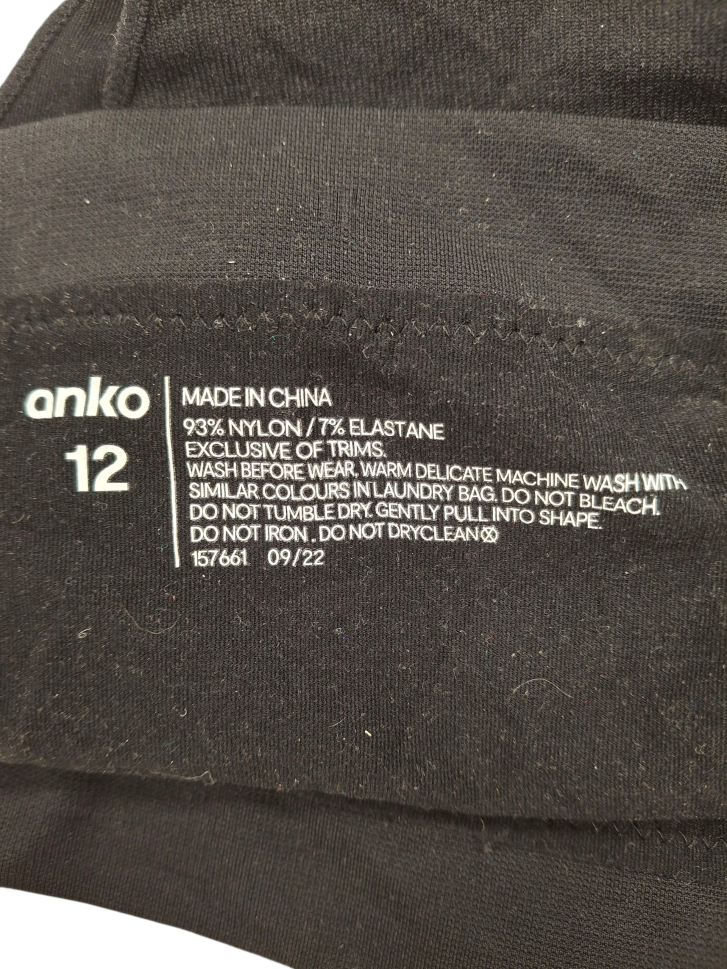 anko
12
MADE IN CHINA
93% NYLON / 7% ELASTANE
EXCLUSIVE OF TRIMS.
WASH BEFORE WEAR. WARM DELICATE MACHINE WASH WITH
SIMILAR COLOURS IN LAUNDRY BAG. DO NOT BLEACH.
DO NOT TUMBLE DRY. GENTLY PULL INTO SHAPE.
DO NOT IRON . DO NOT DRYCLEAN
157661 09/22